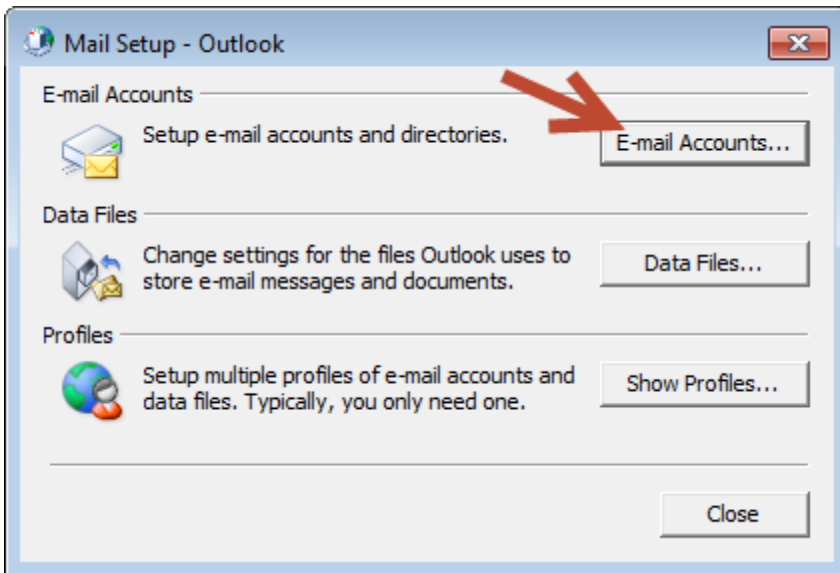 Mail Setup - Outlook
E-mail Accounts
Setup e-mail accounts and directories.
E-mail Accounts...
Data Files
Change settings for the files Outlook uses to
store e-mail messages and documents.
Data Files...
Profiles
Setup multiple profiles of e-mail accounts and
data files. Typically, you only need one.
Show Profiles...
Close